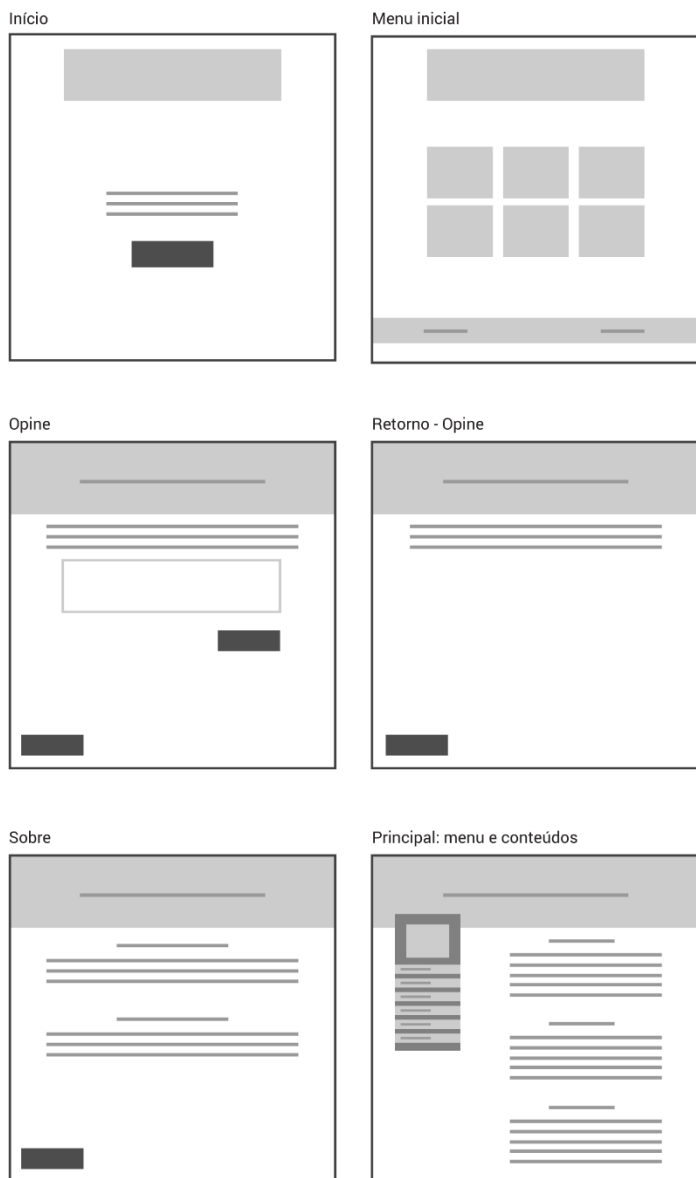 Início
Menu inicial
Opine
Retorno - Opine
Sobre
Principal: menu e conteúdos